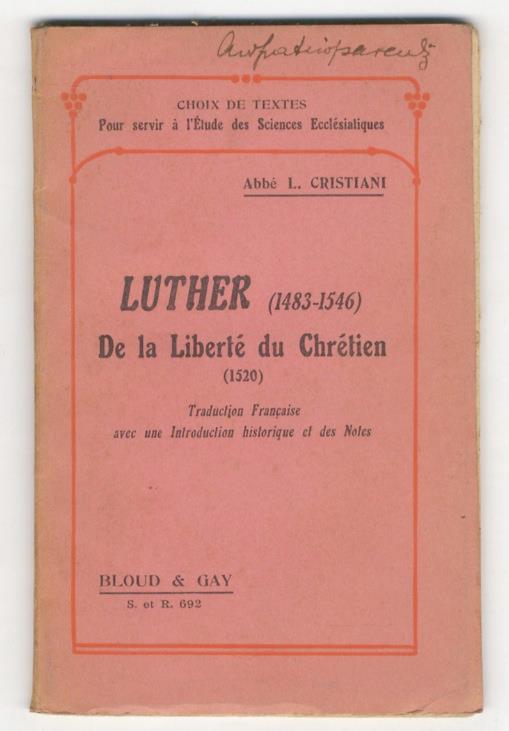 CHOIX DE TEXTES
Pour servir à l'Étude des Sciences Ecclésiatiques
Abbé L. CRISTIANI
LUTHER (1483-1546)
De la Liberté du Chrétien
(1520)
Traduction Française
avec une Introduction historique et des Notes
BLOUD & GAY
S. et R. 692